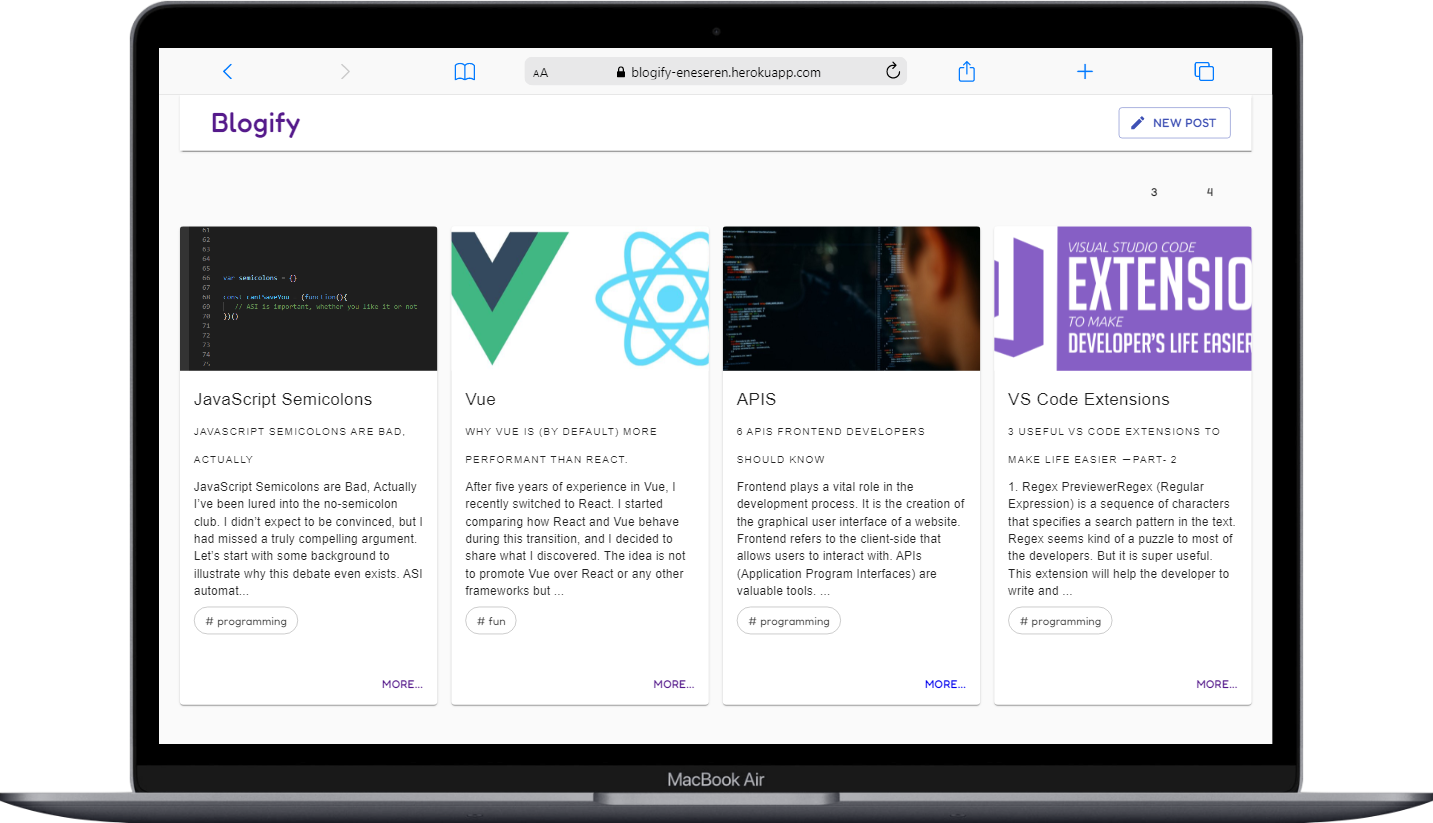 AA blogify-eneseren.herokuapp.com
Blogify
NEW POST
3 4
61
62
63
64
65
66 var semicolons = {}
67
68 const cantSaveYou = (function(){
69 // ASI is important, whether you like it or not
70 })()
71
72
73
74
75
VISUAL STUDIO CODE
EXTENSIO
TO MAKE
DEVELOPER'S LIFE EASIER
JavaScript Semicolons
JAVASCRIPT SEMICOLONS ARE BAD,
ACTUALLY
JavaScript Semicolons are Bad, Actually
I've been lured into the no-semicolon
club. I didn't expect to be convinced, but I
had missed a truly compelling argument.
Let's start with some background to
illustrate why this debate even exists. ASI
automat...
# programming
MORE...
Vue
WHY VUE IS (BY DEFAULT) MORE
PERFORMANT THAN REACT.
After five years of experience in Vue, I
recently switched to React. I started
comparing how React and Vue behave
during this transition, and I decided to
share what I discovered. The idea is not
to promote Vue over React or any other
frameworks but ...
# fun
MORE...
APIS
6 APIS FRONTEND DEVELOPERS
SHOULD KNOW
Frontend plays a vital role in the
development process. It is the creation of
the graphical user interface of a website.
Frontend refers to the client-side that
allows users to interact with. APIs
(Application Program Interfaces) are
valuable tools. ...
# programming
MORE...
VS Code Extensions
3 USEFUL VS CODE EXTENSIONS TO
MAKE LIFE EASIER —PART- 2
1. Regex PreviewerRegex (Regular
Expression) is a sequence of characters
that specifies a search pattern in the text.
Regex seems kind of a puzzle to most of
the developers. But it is super useful.
This extension will help the developer to
write and ...
# programming
MORE...
MacBook Air